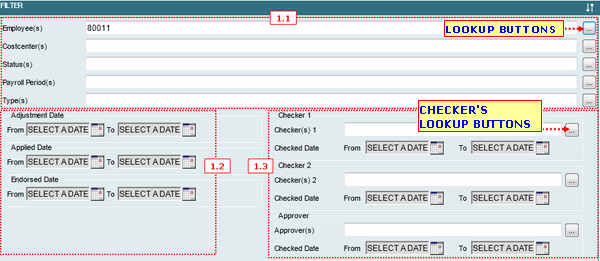 FILTER
1.1
Employee(s) 80011 ... LOOKUP BUTTONS
Costcenter(s) ...
Status(s) ...
Payroll Period(s) ...
Type(s) ...
CHECKER'S
LOOKUP BUTTONS
Adjustment Date
From SELECT A DATE To SELECT A DATE
Applied Date
From SELECT A DATE To SELECT A DATE
Endorsed Date
From SELECT A DATE To SELECT A DATE
1.2
1.3
Checker 1
Checker(s) 1 ...
Checked Date From SELECT A DATE To SELECT A DATE
Checker 2
Checker(s) 2 ...
Checked Date From SELECT A DATE To SELECT A DATE
Approver
Approver(s) ...
Checked Date From SELECT A DATE To SELECT A DATE